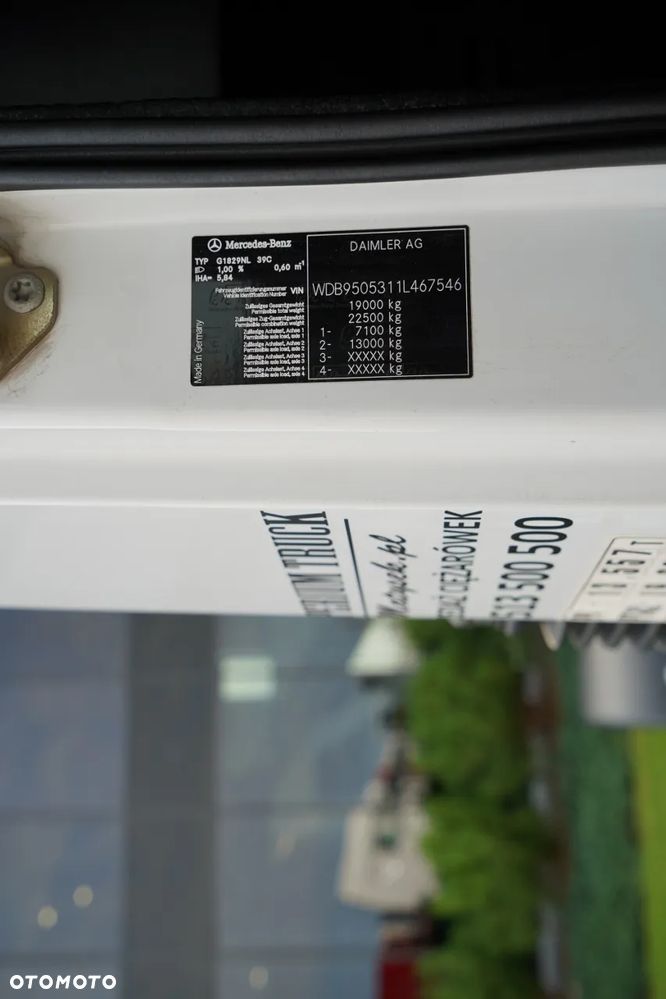 Mercedes-Benz
TYP G1829NL 39C
1,00 % 0,60 m⁻¹
IHA= 5,84
Fahrzeugidentifizierungsnummer
Vehicle Identification Number VIN
Zulässiges Gesamtgewicht
Permissible total weight
Zulässiges Zug-Gesamtgewicht
Permissible combination weight
Zulässige Achslast, Achse 1
Permissible axle load, axle 1
Zulässige Achslast, Achse 2
Permissible axle load, axle 2
Zulässige Achslast, Achse 3
Permissible axle load, axle 3
Zulässige Achslast, Achse 4
Permissible axle load, axle 4
Made in Germany
DAIMLER AG
WDB9505311L467546
19000 kg
22500 kg
1- 7100 kg
2- 13000 kg
3- XXXXX kg
4- XXXXX kg
TRUCK
Matysek.pl
CIĘŻARÓWEK
513 500 500
OTOMOTO